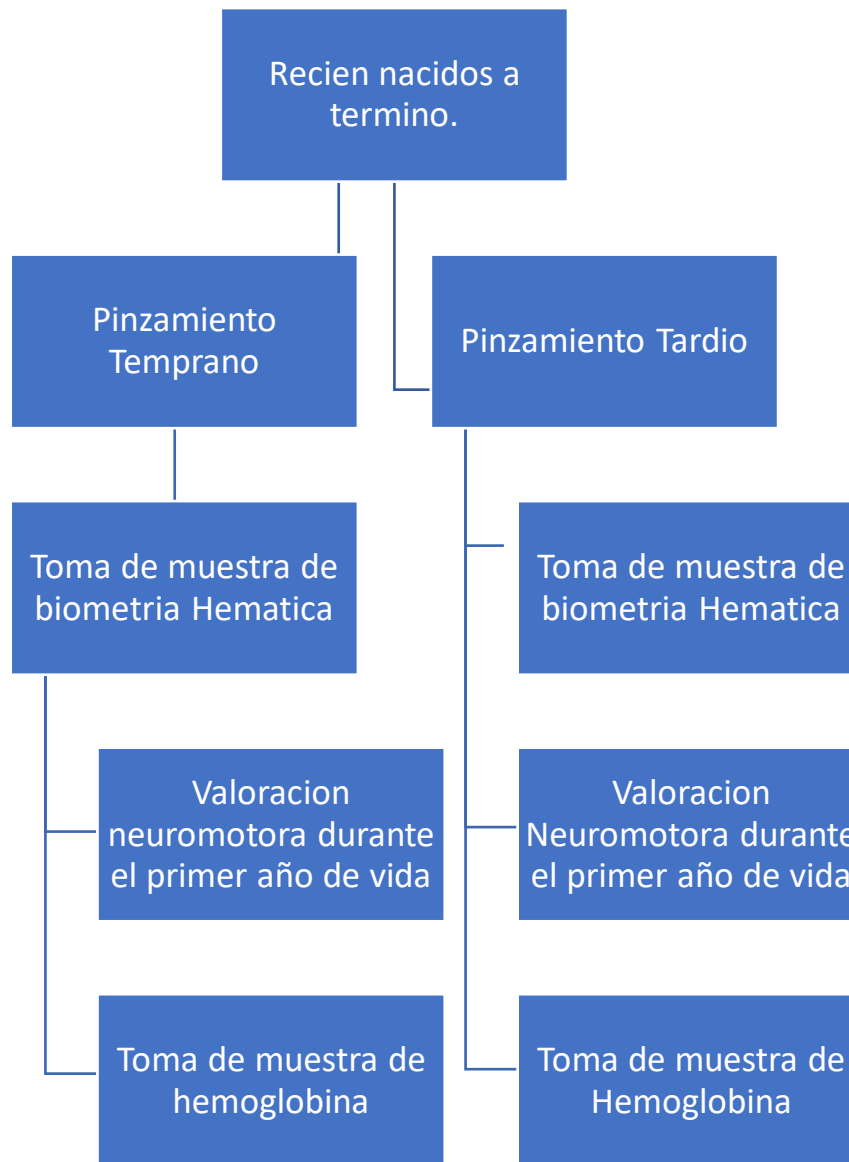 Recien nacidos a
termino.
Pinzamiento
Temprano
Pinzamiento Tardio
Toma de muestra de
biometria Hematica
Toma de muestra de
biometria Hematica
Valoracion
neuromotora durante
el primer año de vida
Valoracion
Neuromotora durante
el primer año de vida
Toma de muestra de
hemoglobina
Toma de muestra de
Hemoglobina